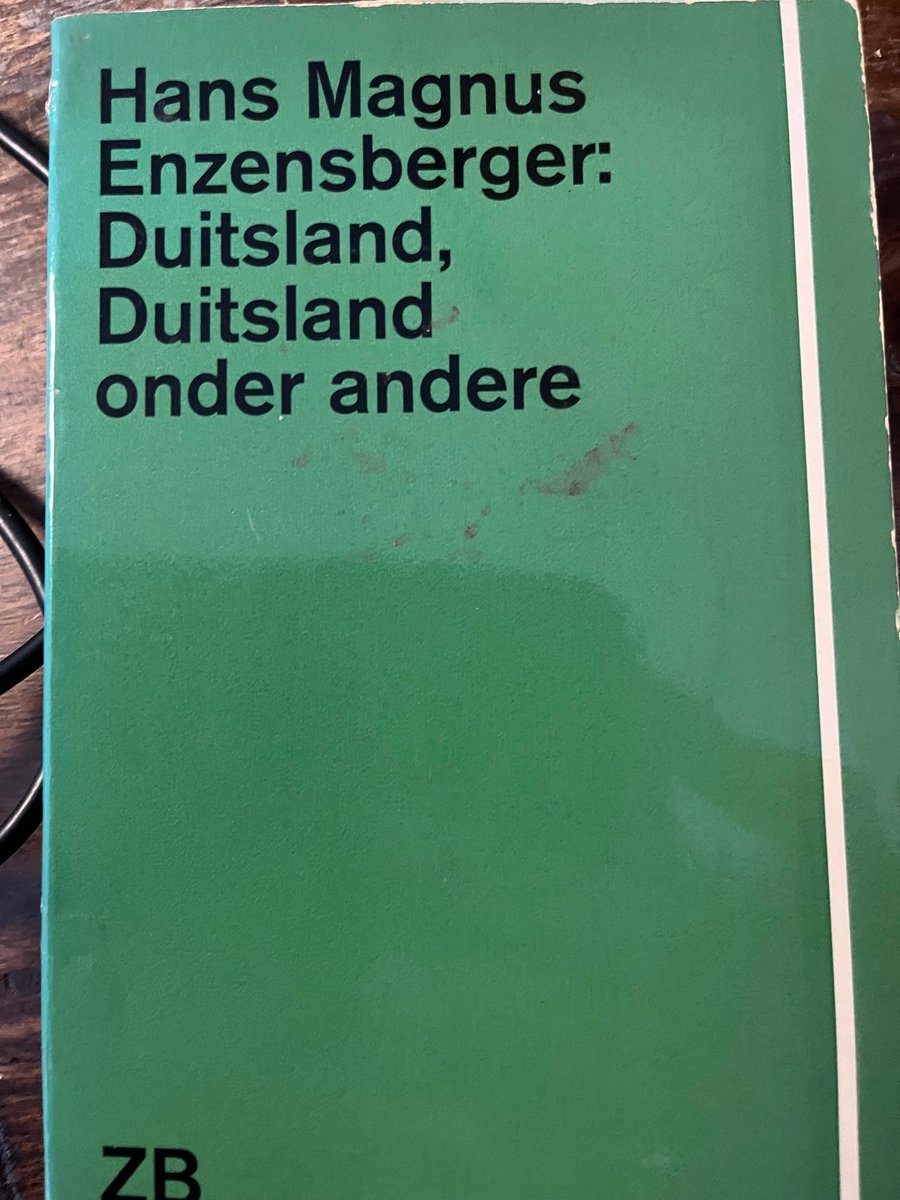 Hans Magnus
Enzensberger:
Duitsland,
Duitsland
onder andere
ZB